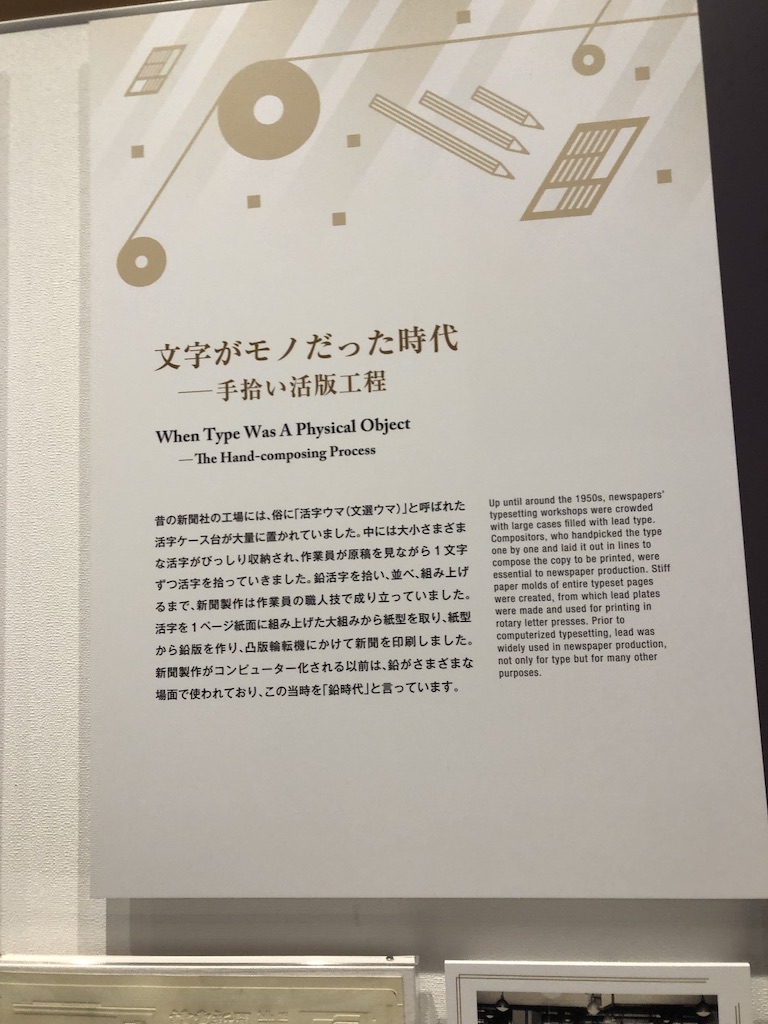 文字がモノだった時代
──手拾い活版工程
When Type Was A Physical Object
—The Hand-composing Process
昔の新聞社の工場には、俗に「活字ウマ（文選ウマ）」と呼ばれた
活字ケース台が大量に置かれていました。中には大小さまざま
な活字がびっしり収納され、作業員が原稿を見ながら１文字
ずつ活字を拾っていきました。鉛活字を拾い、並べ、組み上げ
るまで、新聞製作は作業員の職人技で成り立っていました。
活字を１ページ紙面に組み上げた大組みから紙型を取り、紙型
から鉛版を作り、凸版輪転機にかけて新聞を印刷しました。
新聞製作がコンピューター化される以前は、鉛がさまざまな
場面で使われており、この当時を「鉛時代」と言っています。
Up until around the 1950s, newspapers'
typesetting workshops were crowded
with large cases filled with lead type.
Compositors, who handpicked the type
one by one and laid it out in lines to
compose the copy to be printed, were
essential to newspaper production. Stiff
paper molds of entire typeset pages
were created, from which lead plates
were made and used for printing in
rotary letter presses. Prior to
computerized typesetting, lead was
widely used in newspaper production,
not only for type but for many other
purposes.